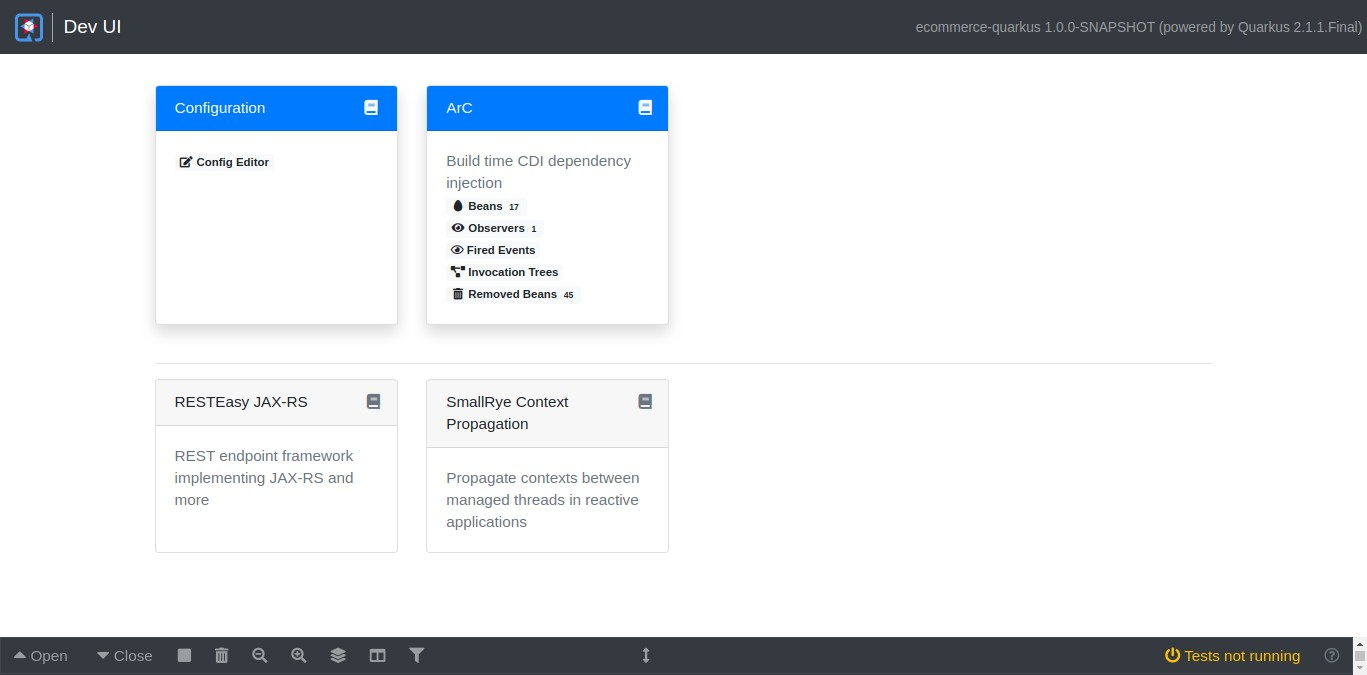 Dev UI
ecommerce-quarkus 1.0.0-SNAPSHOT (powered by Quarkus 2.1.1.Final)
Configuration
Config Editor
ArC
Build time CDI dependency
injection
Beans 17
Observers 1
Fired Events
Invocation Trees
Removed Beans 45
RESTEasy JAX-RS
REST endpoint framework
implementing JAX-RS and
more
SmallRye Context
Propagation
Propagate contexts between
managed threads in reactive
applications
Open
Close
Tests not running